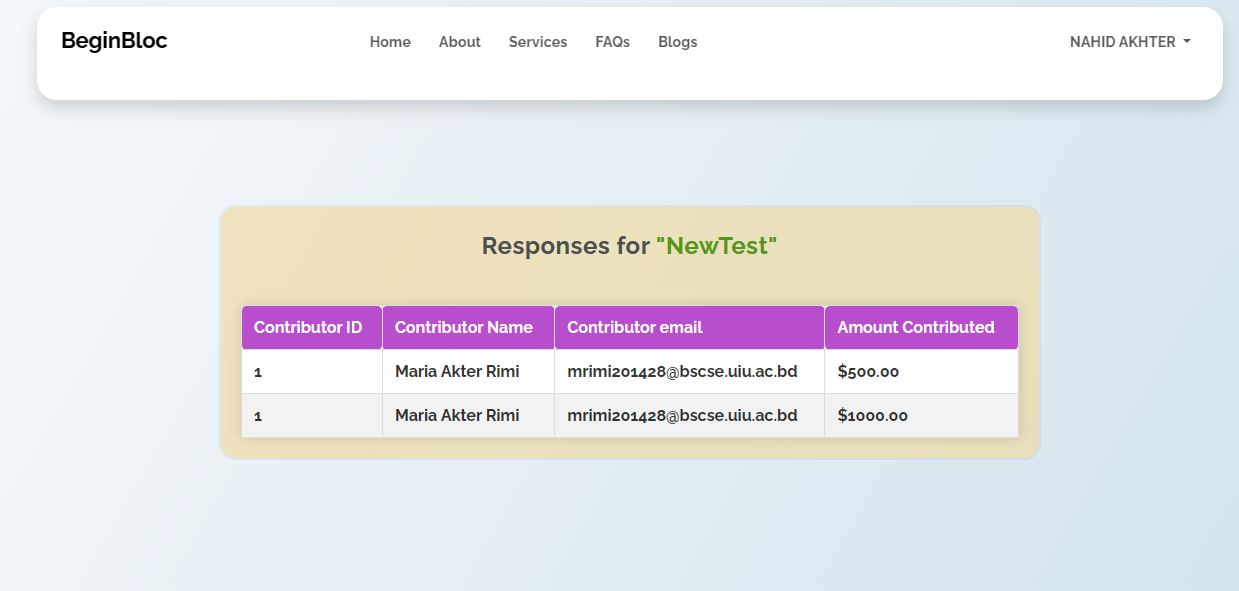 BeginBloc Home About Services FAQs Blogs NAHID AKHTER
Responses for "NewTest"
Contributor ID Contributor Name Contributor email Amount Contributed
1 Maria Akter Rimi mrimi201428@bscse.uiu.ac.bd $500.00
1 Maria Akter Rimi mrimi201428@bscse.uiu.ac.bd $1000.00